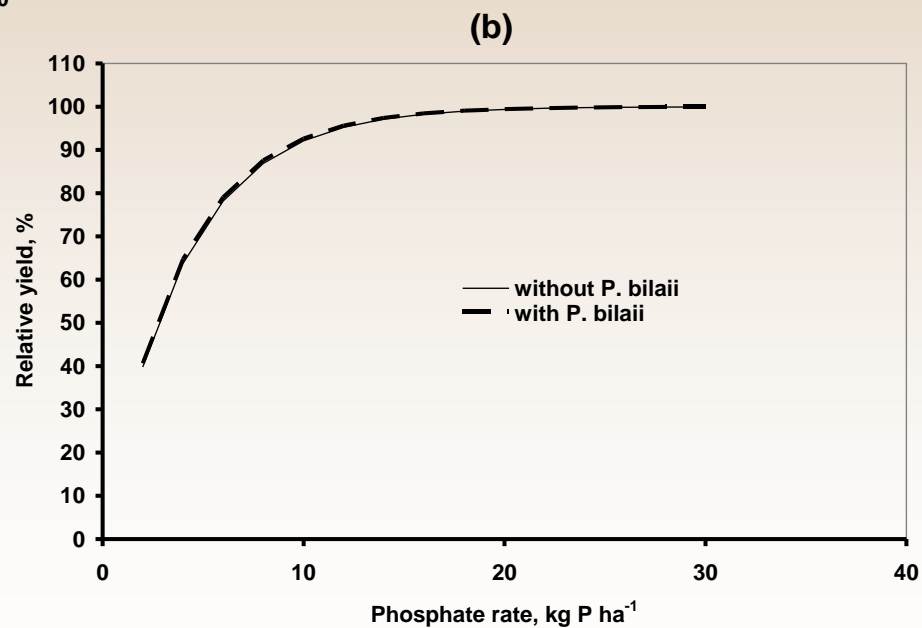 (b)
110
100
90
80
70
60
50
40
30
20
10
0
Relative yield, %
without P. bilaii
with P. bilaii
0 10 20 30 40
Phosphate rate, kg P ha⁻¹